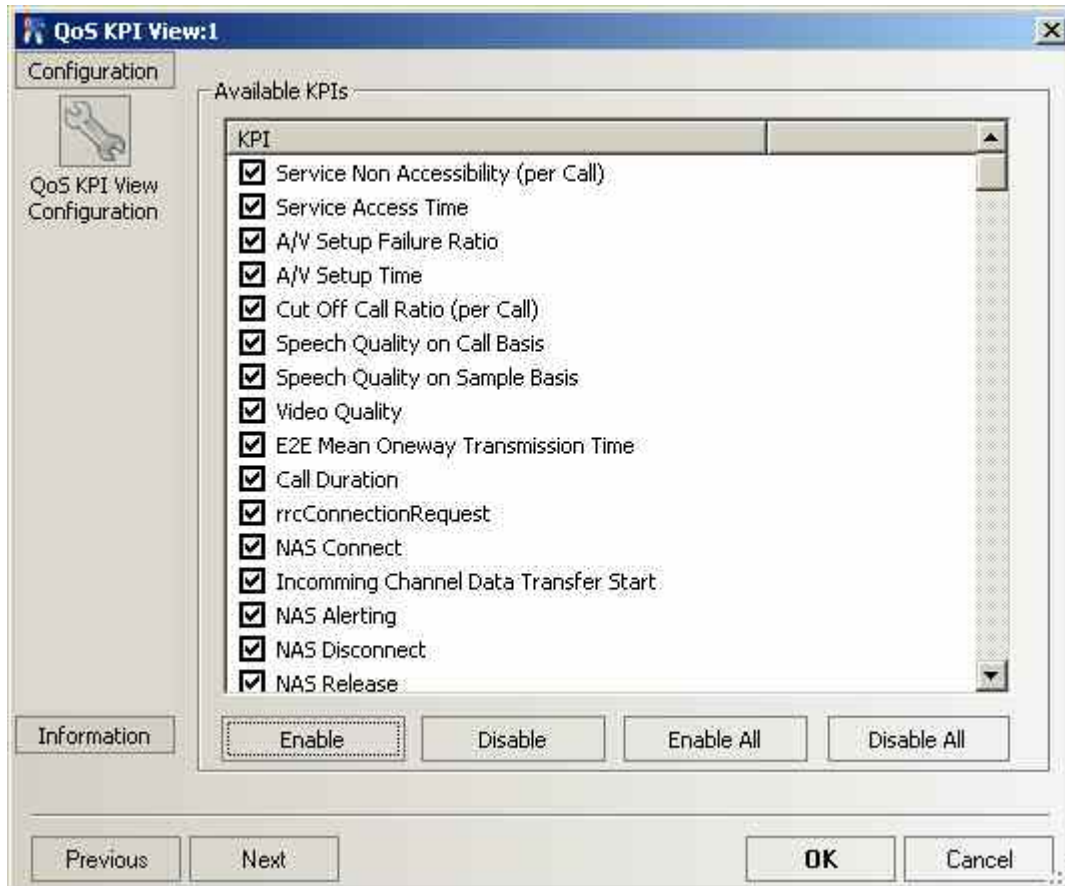 QoS KPI View:1
Configuration
QoS KPI View
Configuration
Information
Available KPIs
KPI
Service Non Accessibility (per Call)
Service Access Time
A/V Setup Failure Ratio
A/V Setup Time
Cut Off Call Ratio (per Call)
Speech Quality on Call Basis
Speech Quality on Sample Basis
Video Quality
E2E Mean Oneway Transmission Time
Call Duration
rrcConnectionRequest
NAS Connect
Incomming Channel Data Transfer Start
NAS Alerting
NAS Disconnect
NAS Release
Enable Disable Enable All Disable All
Previous Next OK Cancel